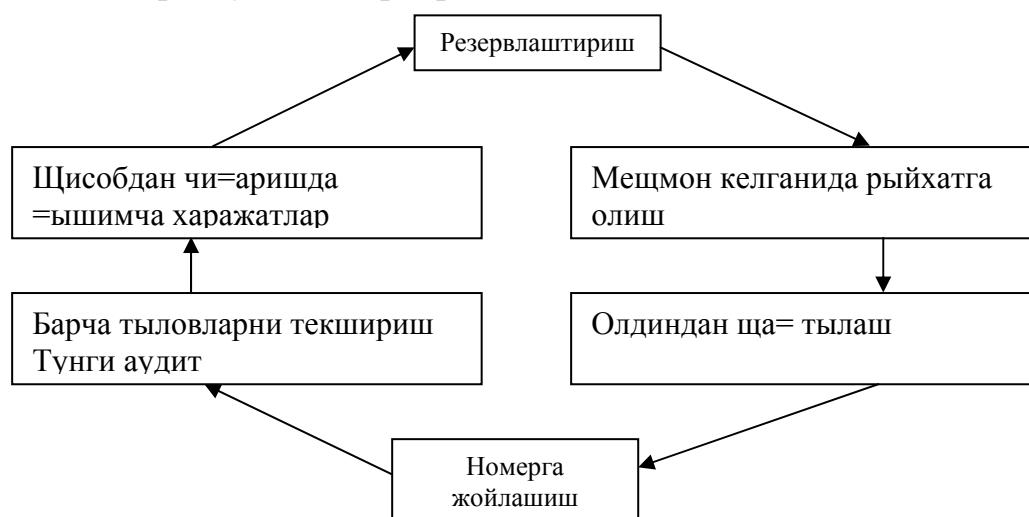 Резервлаштириш
Мещмон келганида рыйхатга
олиш
Олдиндан ща= тылаш
Номерга
жойлашиш
Барча тыловларни текшириш
Тунги аудит
Щисобдан чи=аришда
=ышимча харажатлар